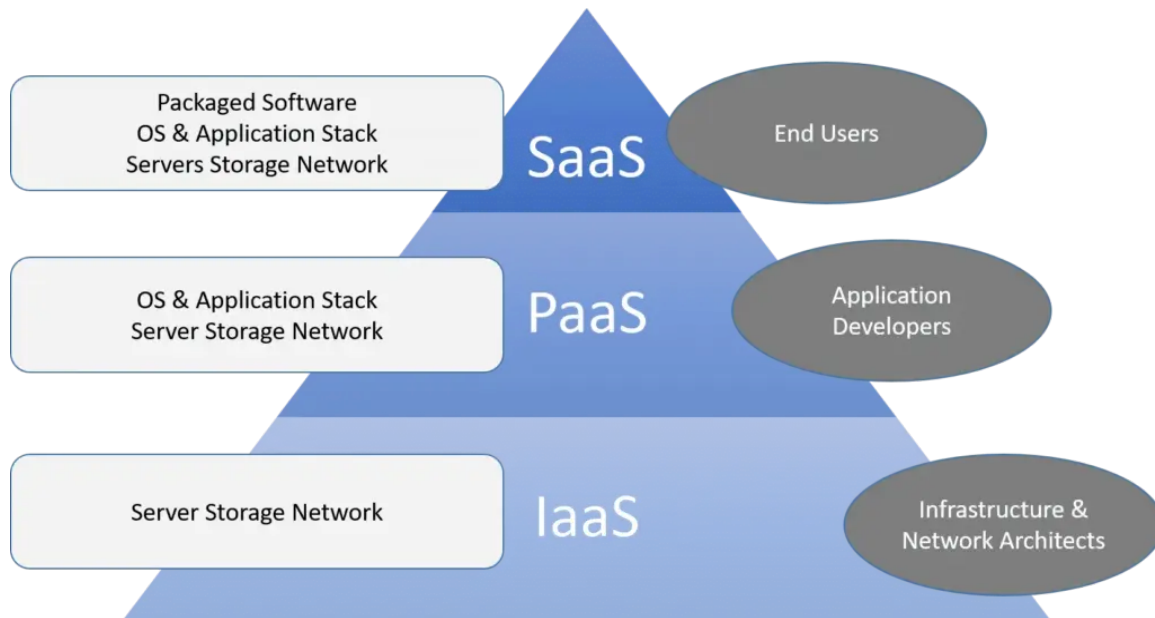 Packaged Software
OS & Application Stack
Servers Storage Network
SaaS
End Users
OS & Application Stack
Server Storage Network
PaaS
Application
Developers
Server Storage Network
IaaS
Infrastructure &
Network Architects